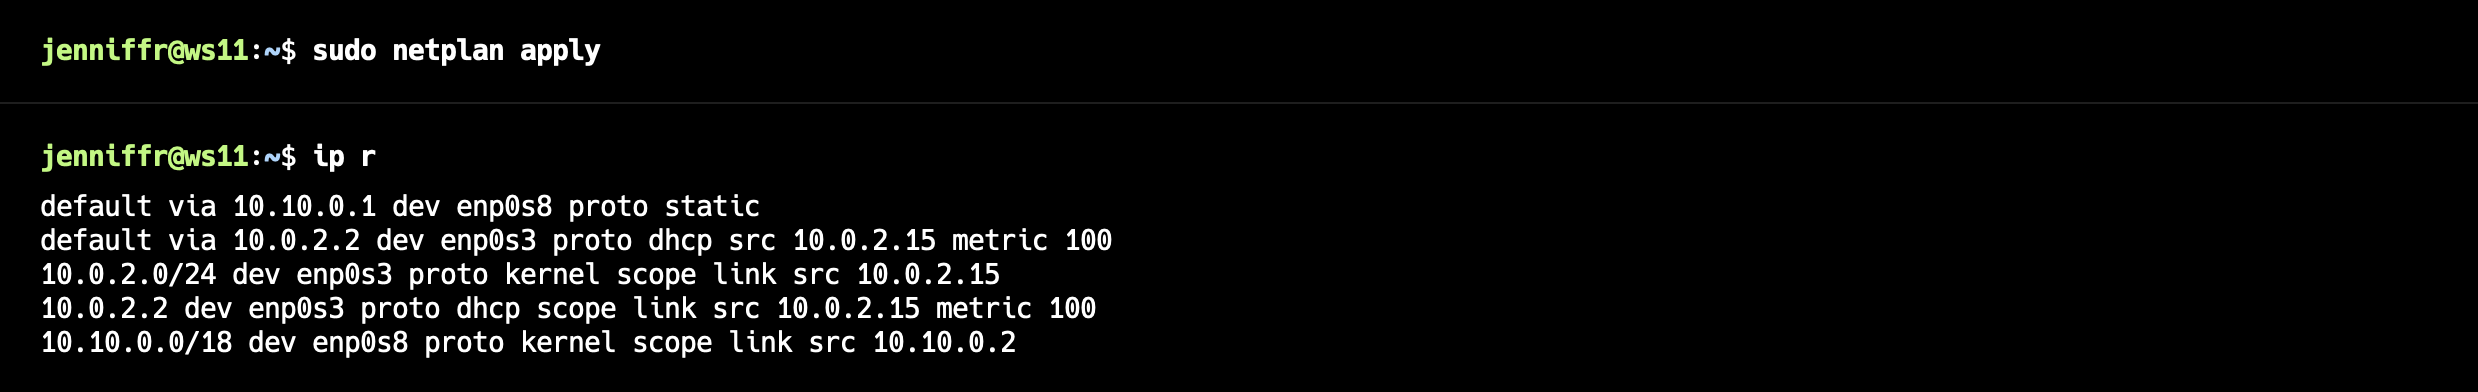 jenniffr@ws11:~$ sudo netplan apply
jenniffr@ws11:~$ ip r
default via 10.10.0.1 dev enp0s8 proto static
default via 10.0.2.2 dev enp0s3 proto dhcp src 10.0.2.15 metric 100
10.0.2.0/24 dev enp0s3 proto kernel scope link src 10.0.2.15
10.0.2.2 dev enp0s3 proto dhcp scope link src 10.0.2.15 metric 100
10.10.0.0/18 dev enp0s8 proto kernel scope link src 10.10.0.2